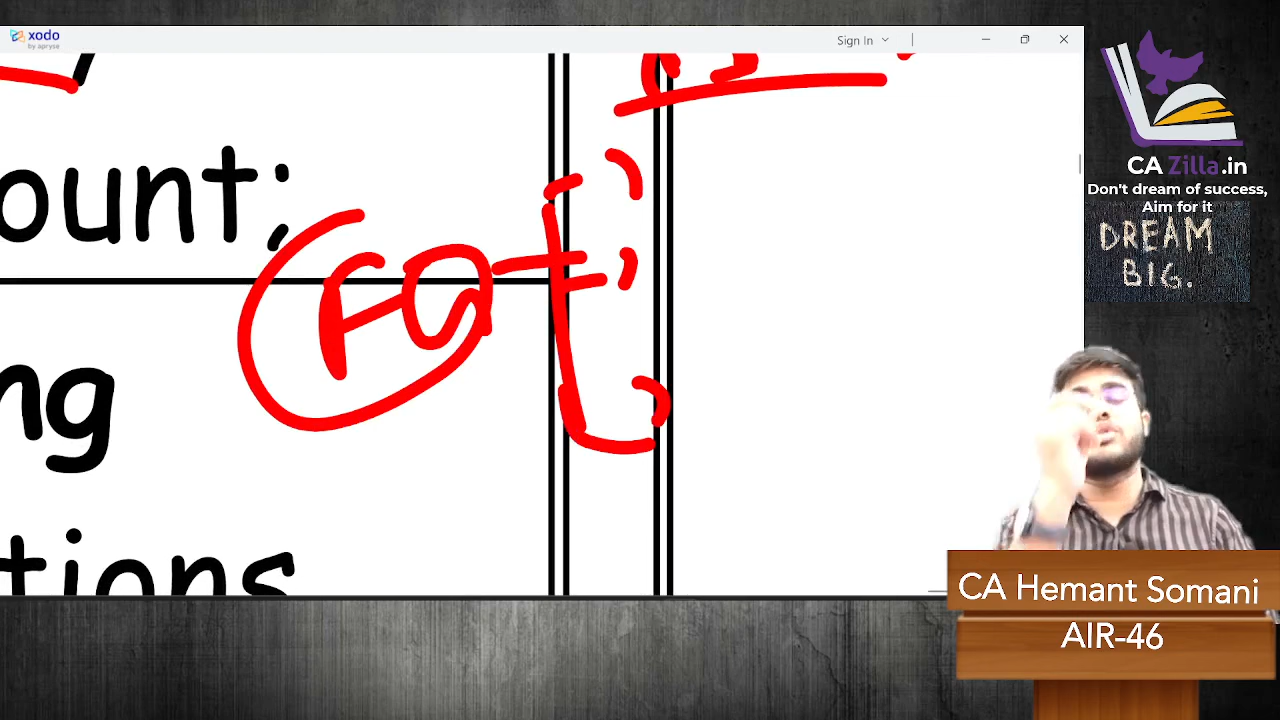 xodo
by apryse
Sign In
CA Zilla.in
Don't dream of success,
Aim for it
DREAM
BIG.
ount;
ng
tions
CA Hemant Somani
AIR-46